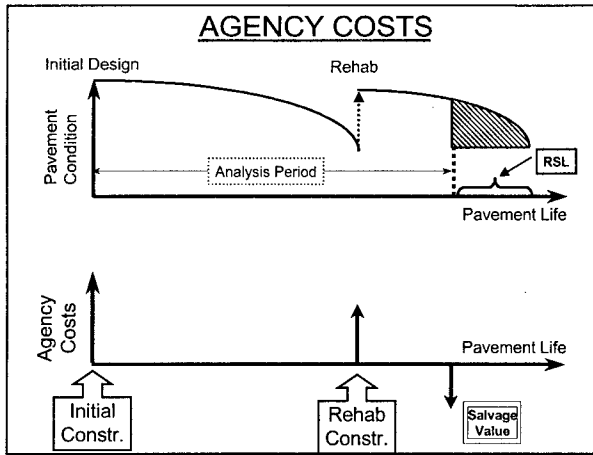 AGENCY COSTS
Initial Design
Rehab
Pavement
Condition
Analysis Period
RSL
Pavement Life
Agency
Costs
Pavement Life
Initial
Constr.
Rehab
Constr.
Salvage
Value